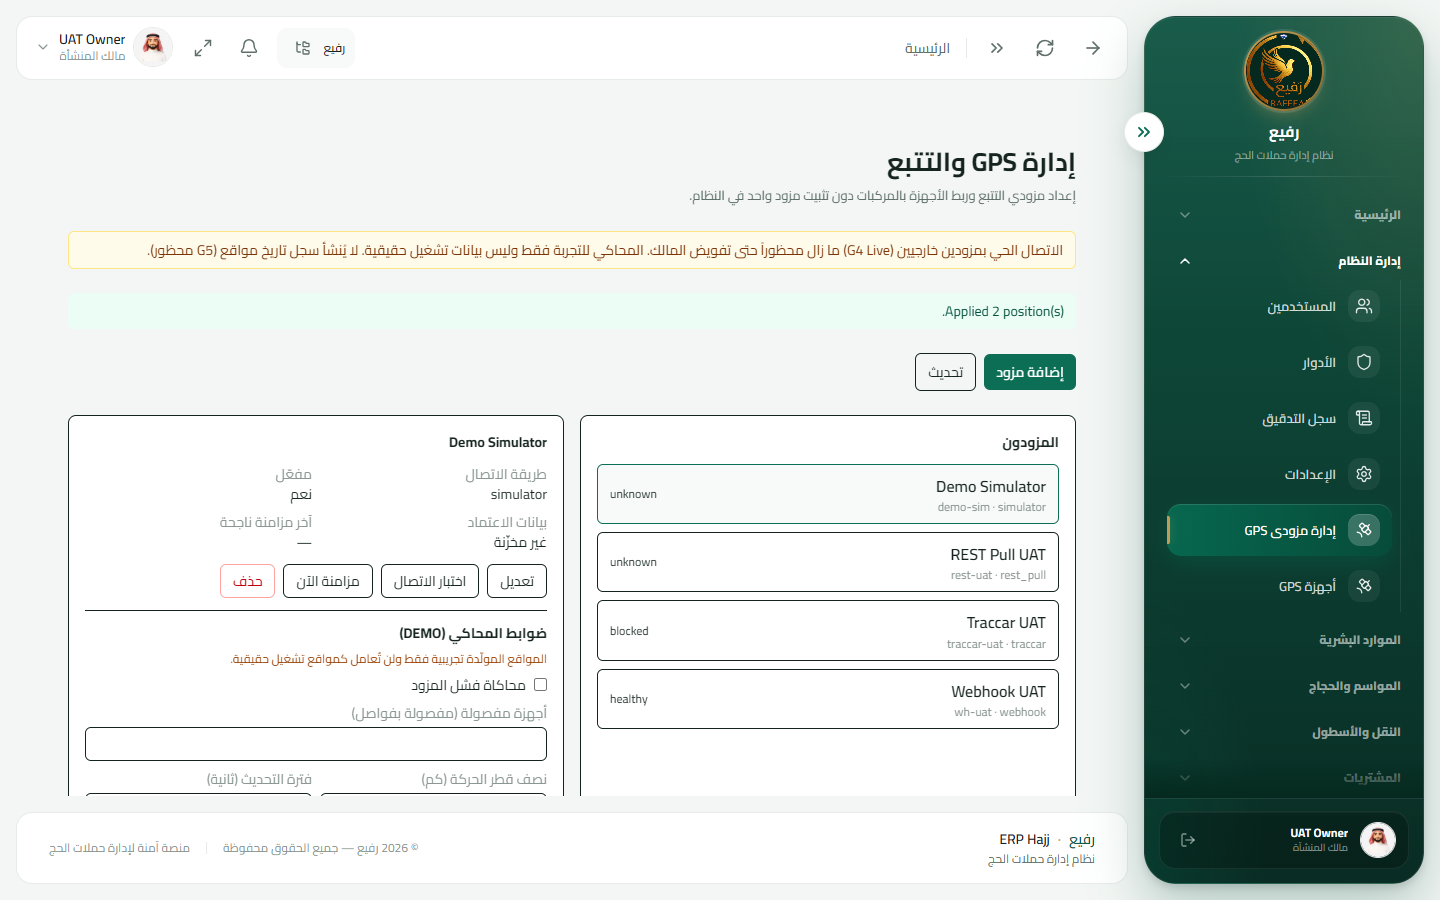 رفيع
RAFEEA
رفيع
نظام إدارة حملات الحج
الرئيسية
إدارة النظام
المستخدمين
الأدوار
سجل التدقيق
الإعدادات
إدارة مزودي GPS
أجهزة GPS
الموارد البشرية
المواسم والحجاج
النقل والأسطول
المشتريات
UAT Owner
مالك المنشأة
الرئيسية
رفيع
UAT Owner
مالك المنشأة
إدارة GPS والتتبع
إعداد مزودي التتبع وربط الأجهزة بالمركبات دون تثبيت مزود واحد في النظام.
الاتصال الحي بمزودين خارجيين (G4 Live) ما زال محظوراً حتى تفويض المالك. المحاكي للتجربة فقط وليس بيانات تشغيل حقيقية. لا يُنشأ سجل تاريخ مواقع (G5 محظور).
Applied 2 position(s).
إضافة مزود
تحديث
المزودون
Demo Simulator
demo-sim · simulator
unknown
REST Pull UAT
rest-uat · rest_pull
unknown
Traccar UAT
traccar-uat · traccar
blocked
Webhook UAT
wh-uat · webhook
healthy
Demo Simulator
طريقة الاتصال
simulator
مفعّل
نعم
بيانات الاعتماد
غير مخزّنة
آخر مزامنة ناجحة
—
تعديل
اختبار الاتصال
مزامنة الآن
حذف
ضوابط المحاكي (DEMO)
المواقع المولّدة تجريبية فقط ولن تُعامل كمواقع تشغيل حقيقية.
محاكاة فشل المزود
أجهزة مفصولة (مفصولة بفواصل)
نصف قطر الحركة (كم)
فترة التحديث (ثانية)
رفيع · ERP Hajj
نظام إدارة حملات الحج
© 2026 رفيع — جميع الحقوق محفوظة
منصة آمنة لإدارة حملات الحج